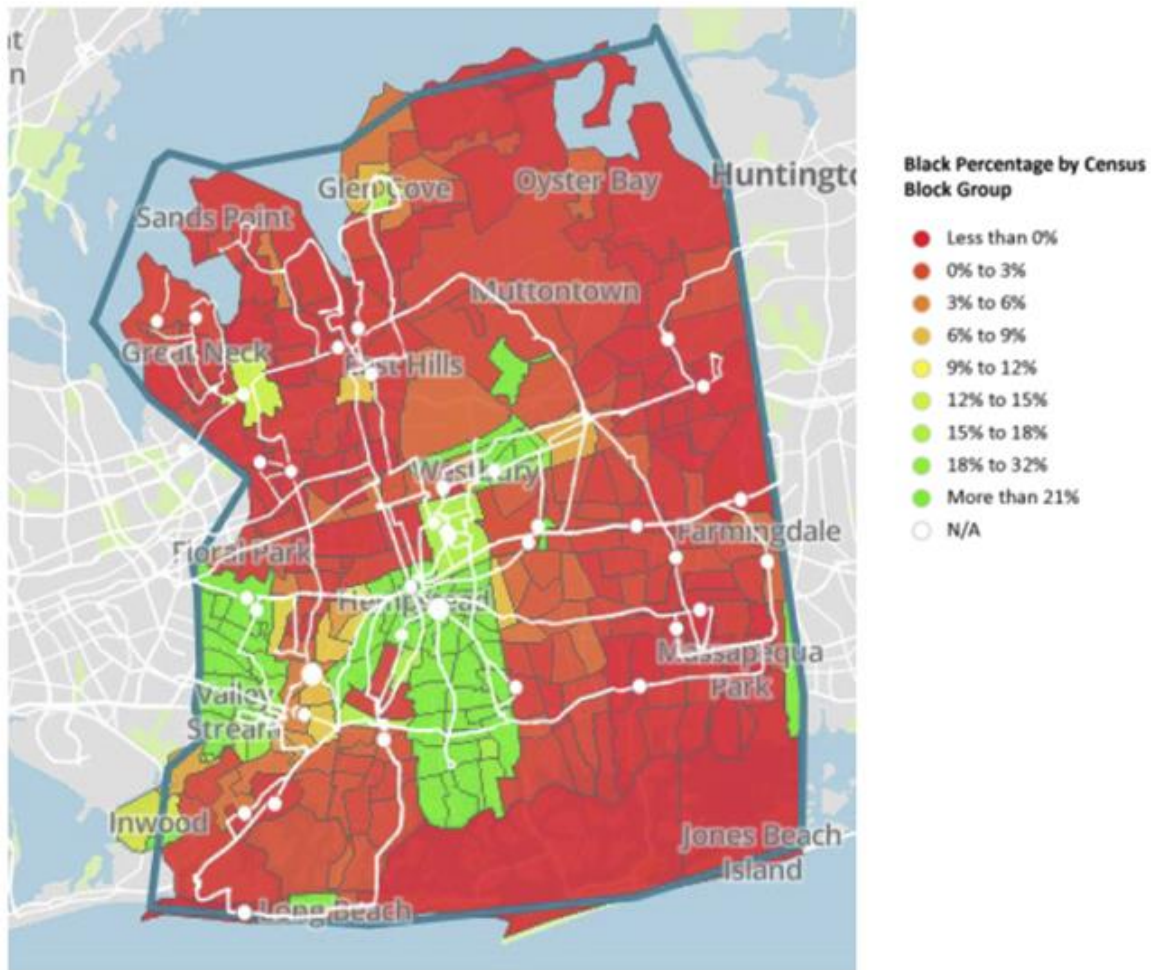 Black Percentage by Census
Block Group
Less than 0%
0% to 3%
3% to 6%
6% to 9%
9% to 12%
12% to 15%
15% to 18%
18% to 32%
More than 21%
N/A
Glen Cove
Oyster Bay
Huntingto
Sands Point
Muttontown
Great Neck
East Hills
Westbury
Farmingdale
Floral Park
Hempstead
Massapequa
Park
Valley
Stream
Inwood
Jones Beach
Island
Long Beach